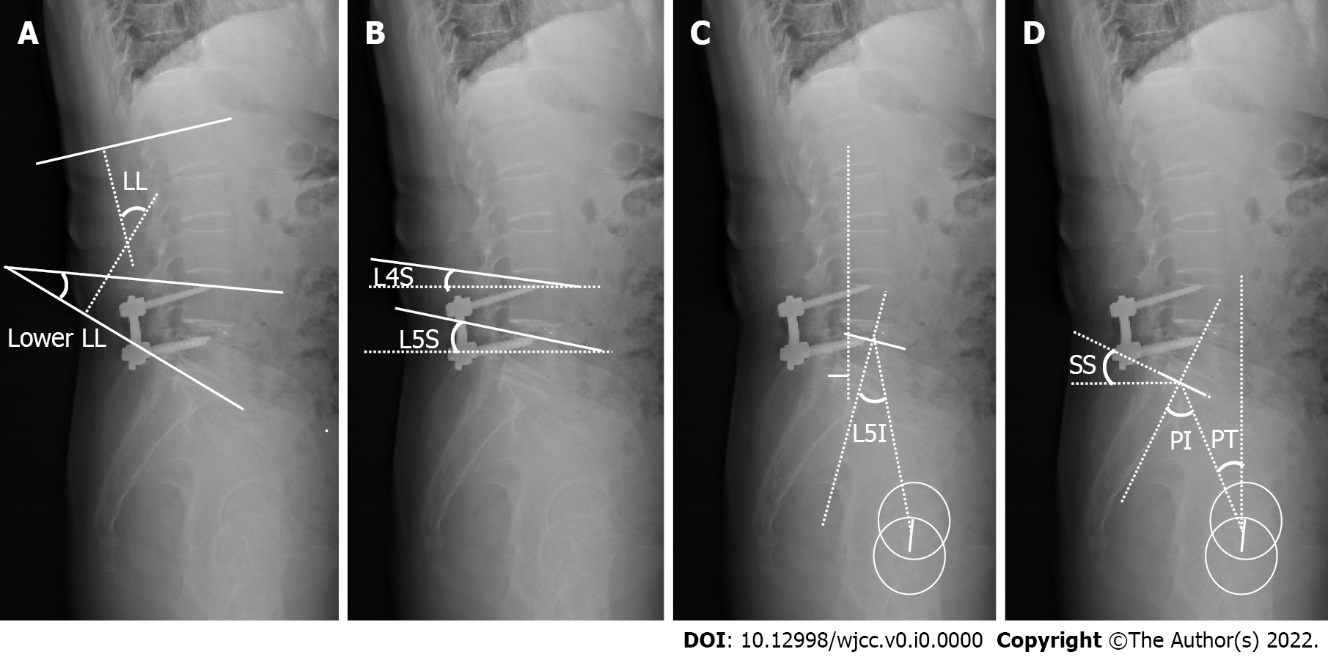 A
B
C
D
LL
Lower LL
L4S
L5S
L5I
SS
PI
PT
DOI: 10.12998/wjcc.v0.i0.0000 Copyright ©The Author(s) 2022.